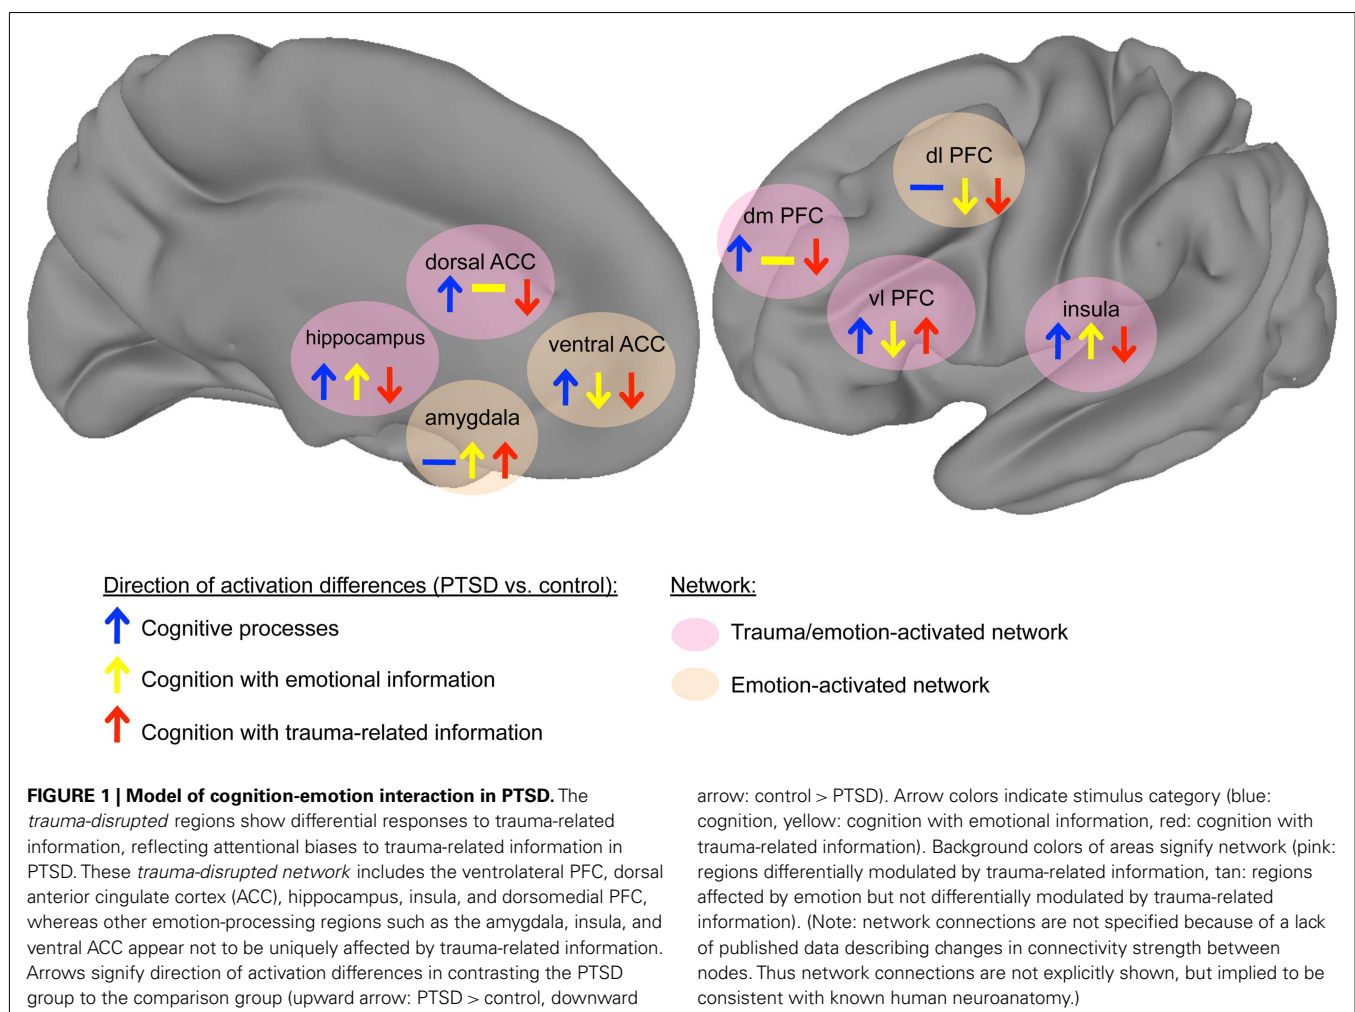 dl PFC
dm PFC
dorsal ACC
vl PFC
insula
hippocampus
ventral ACC
amygdala
Direction of activation differences (PTSD vs. control):
Cognitive processes
Cognition with emotional information
Cognition with trauma-related information
Network:
Trauma/emotion-activated network
Emotion-activated network
FIGURE 1 | Model of cognition-emotion interaction in PTSD. The
trauma-disrupted regions show differential responses to trauma-related
information, reflecting attentional biases to trauma-related information in
PTSD. These trauma-disrupted network includes the ventrolateral PFC, dorsal
anterior cingulate cortex (ACC), hippocampus, insula, and dorsomedial PFC,
whereas other emotion-processing regions such as the amygdala, insula, and
ventral ACC appear not to be uniquely affected by trauma-related information.
Arrows signify direction of activation differences in contrasting the PTSD
group to the comparison group (upward arrow: PTSD > control, downward
arrow: control > PTSD). Arrow colors indicate stimulus category (blue:
cognition, yellow: cognition with emotional information, red: cognition with
trauma-related information). Background colors of areas signify network (pink:
regions differentially modulated by trauma-related information, tan: regions
affected by emotion but not differentially modulated by trauma-related
information). (Note: network connections are not specified because of a lack
of published data describing changes in connectivity strength between
nodes. Thus network connections are not explicitly shown, but implied to be
consistent with known human neuroanatomy.)